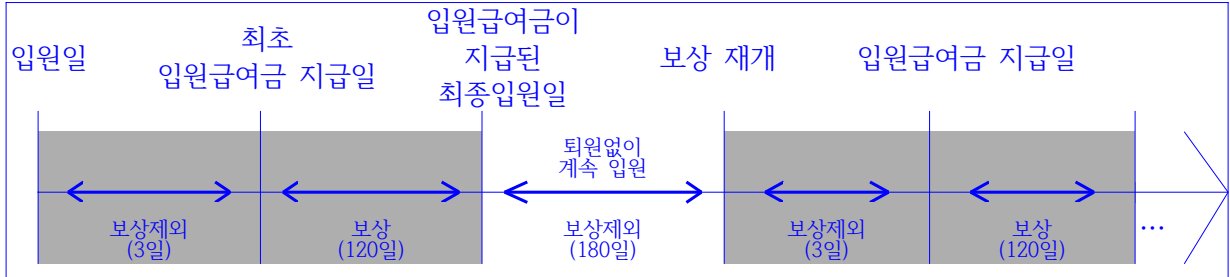 입원일
최초
입원급여금 지급일
입원급여금이
지급된
최종입원일
보상 재개
입원급여금 지급일
퇴원없이
계속 입원
보상제외
(3일)
보상
(120일)
보상제외
(180일)
보상제외
(3일)
보상
(120일)
...